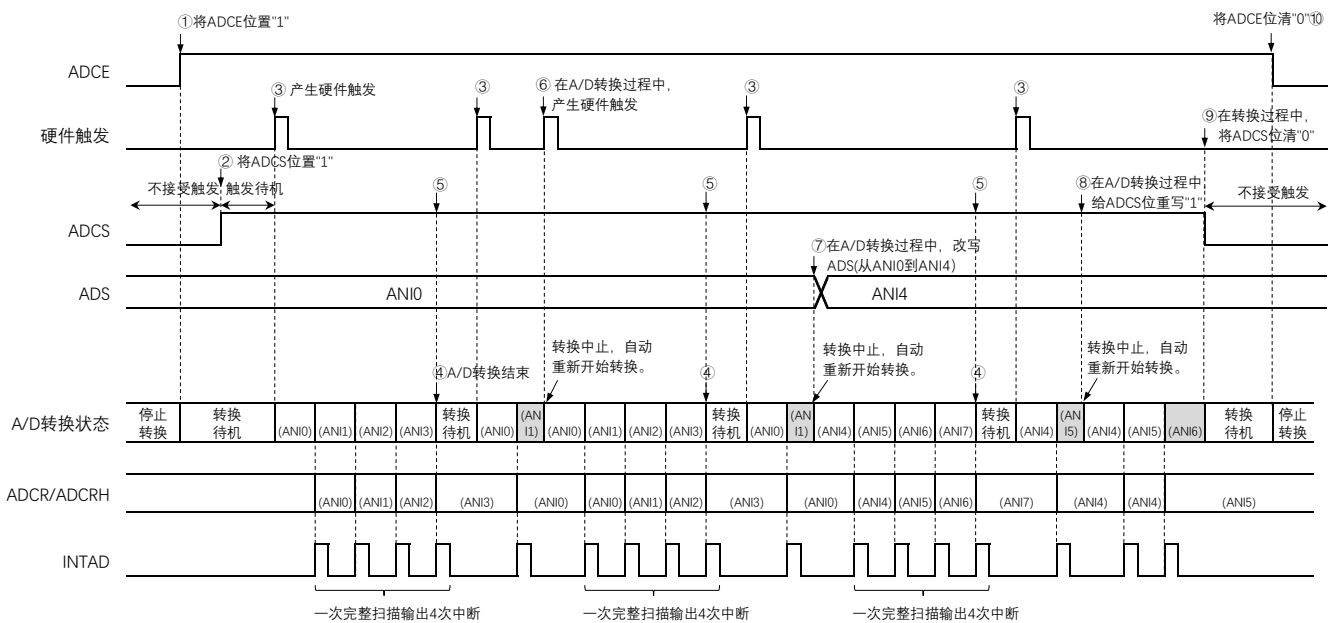 ①将ADCE位置"1"
将ADCE位清"0"⑩
ADCE
③ 产生硬件触发
③
⑥ 在A/D转换过程中，
产生硬件触发
③
③
硬件触发
⑨在转换过程中，
将ADCS位清"0"
② 将ADCS位置"1"
不接受触发
触发待机
⑤
⑤
⑤
⑧在A/D转换过程中
给ADCS位重写"1"
不接受触发
ADCS
⑦在A/D转换过程中，改写
ADS(从ANI0到ANI4）
ADS
ANI0
ANI4
④A/D转换结束
转换中止，自动
重新开始转换。
④
转换中止，自动
重新开始转换。
④
转换中止，自动
重新开始转换。
A/D转换状态
停止
转换
转换
待机
(ANI0)
(ANI1)
(ANI2)
(ANI3)
转换
待机
(ANI0)
(AN
I1)
(ANI0)
(ANI1)
(ANI2)
(ANI3)
转换
待机
(ANI0)
(AN
I1)
(ANI4)
(ANI5)
(ANI6)
(ANI7)
转换
待机
(ANI4)
(AN
I5)
(ANI4)
(ANI5)
(ANI6)
转换
待机
停止
转换
ADCR/ADCRH
(ANI0)
(ANI1)
(ANI2)
(ANI3)
(ANI0)
(ANI0)
(ANI1)
(ANI2)
(ANI3)
(ANI0)
(ANI4)
(ANI5)
(ANI6)
(ANI7)
(ANI4)
(ANI4)
(ANI5)
INTAD
一次完整扫描输出4次中断
一次完整扫描输出4次中断
一次完整扫描输出4次中断